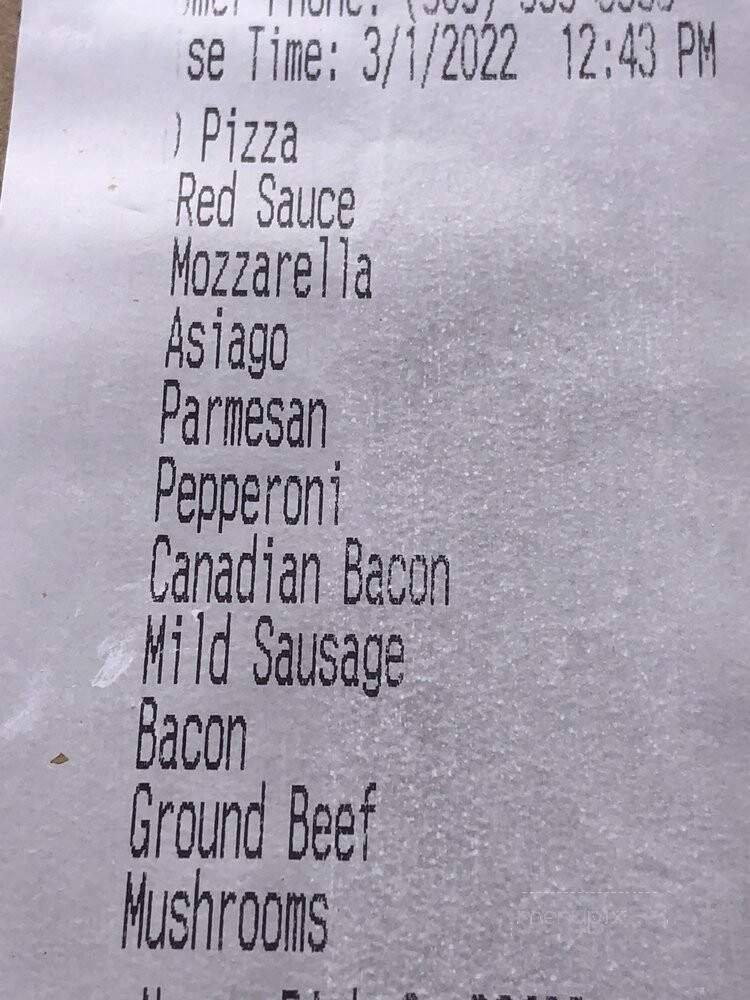 Phone:
se Time: 3/1/2022 12:43 PM
) Pizza
Red Sauce
Mozzarella
Asiago
Parmesan
Pepperoni
Canadian Bacon
Mild Sausage
Bacon
Ground Beef
Mushrooms